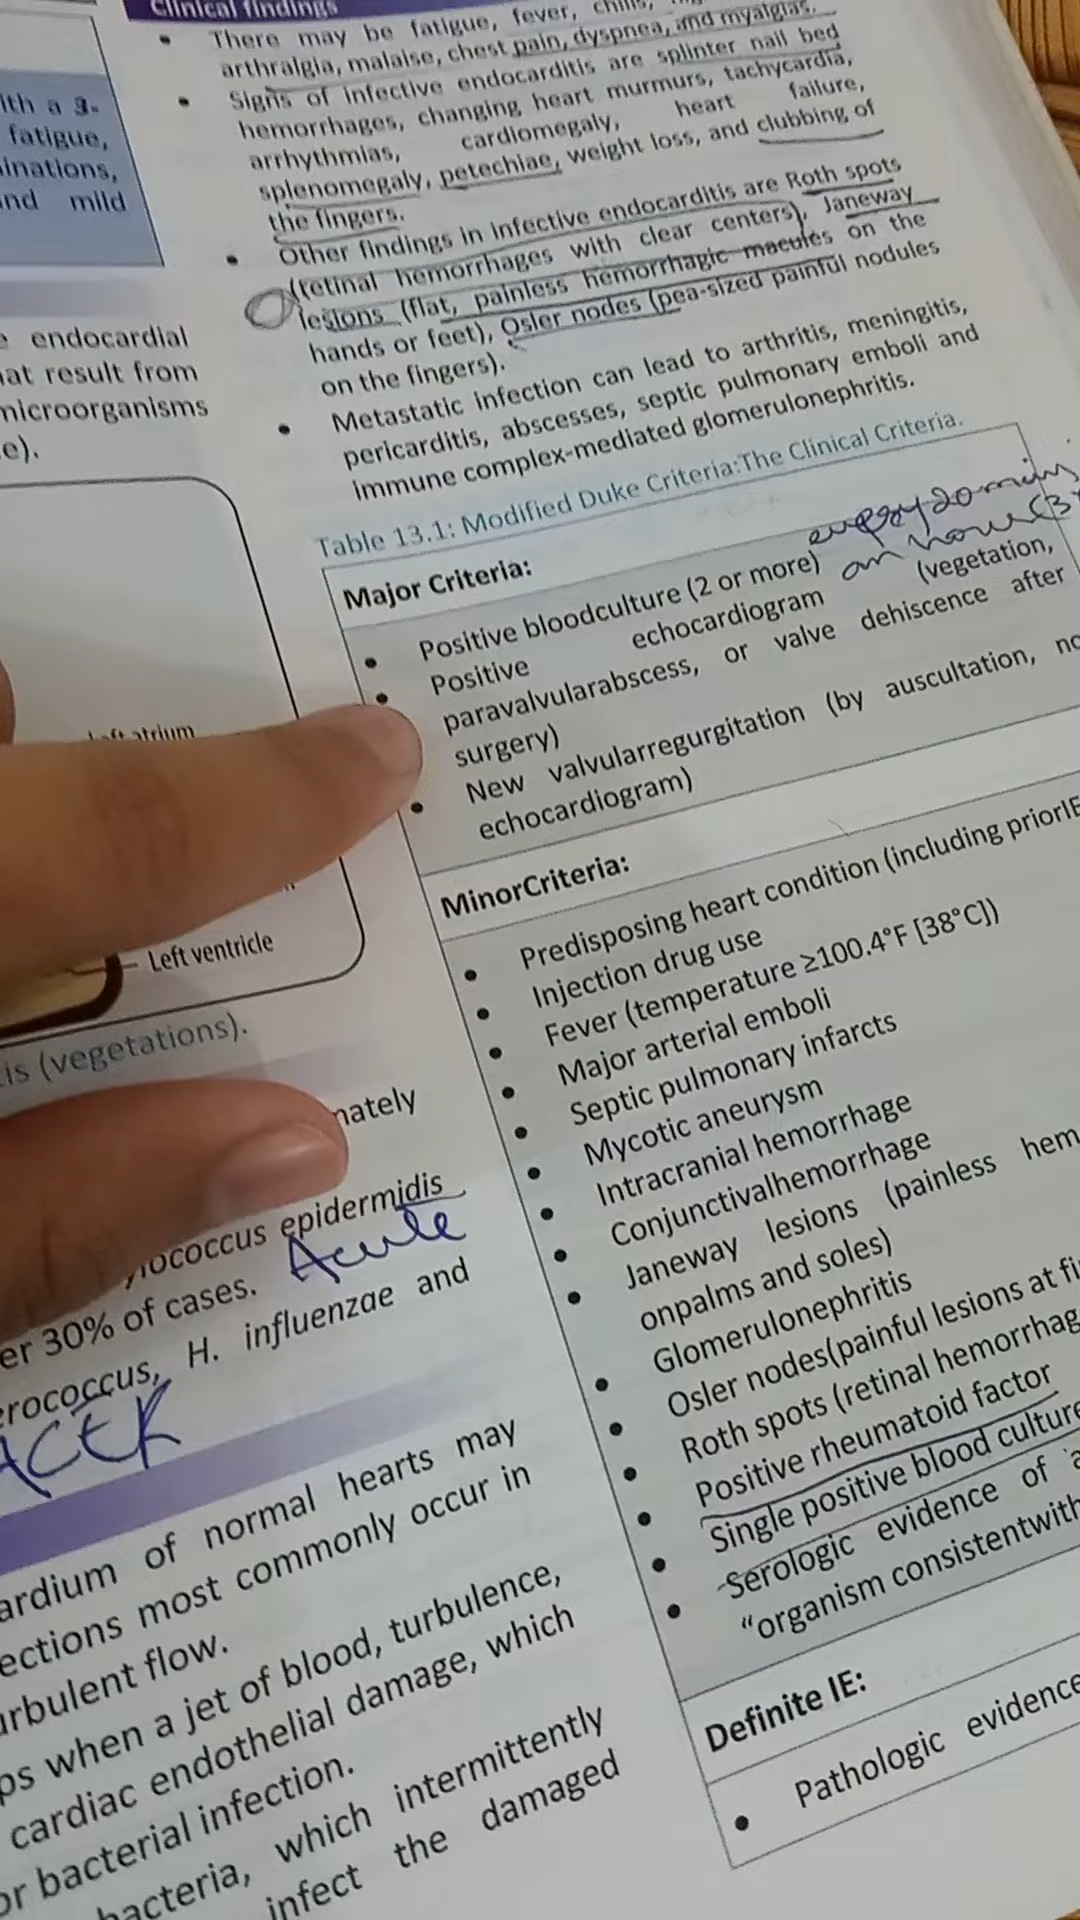 Clinical findings
There may be fatigue, fever, chills,
arthralgia, malaise, chest pain, dyspnea, and myalgias.
Signs of infective endocarditis are splinter nail bed
hemorrhages, changing heart murmurs, tachycardia,
arrhythmias, cardiomegaly, heart failure,
splenomegaly, petechiae, weight loss, and clubbing of
the fingers.
Other findings in infective endocarditis are Roth spots
(retinal hemorrhages with clear centers), Janeway
lesions (flat, painless hemorrhagic macules on the
hands or feet), Osler nodes (pea-sized painful nodules
on the fingers).
Metastatic infection can lead to arthritis, meningitis,
pericarditis, abscesses, septic pulmonary emboli and
immune complex-mediated glomerulonephritis.
Table 13.1: Modified Duke Criteria:The Clinical Criteria.
Major Criteria:
Positive bloodculture (2 or more)
an hour (3
Positive echocardiogram (vegetation,
paravalvularabscess, or valve dehiscence after
surgery)
New valvularregurgitation (by auscultation, no
echocardiogram)
MinorCriteria:
Predisposing heart condition (including priorIE
Injection drug use
Fever (temperature ≥100.4°F [38°C])
Major arterial emboli
Septic pulmonary infarcts
Mycotic aneurysm
Intracranial hemorrhage
Conjunctivalhemorrhage
Janeway lesions (painless hem
onpalms and soles)
Glomerulonephritis
Osler nodes(painful lesions at fi
Roth spots (retinal hemorrhag
Positive rheumatoid factor
Single positive blood culture
Serologic evidence of a
"organism consistentwith
Definite IE:
Pathologic evidence
ith a 3-
fatigue,
inations,
nd mild
e endocardial
hat result from
microorganisms
e).
Left atrium
Left ventricle
is (vegetations).
nately
ylococcus epidermidis
Acute
er 30% of cases.
erococcus, H. influenzae and
ACEK
ardium of normal hearts may
ections most commonly occur in
urbulent flow.
ps when a jet of blood, turbulence,
cardiac endothelial damage, which
or bacterial infection.
bacteria, which intermittently
infect the damaged